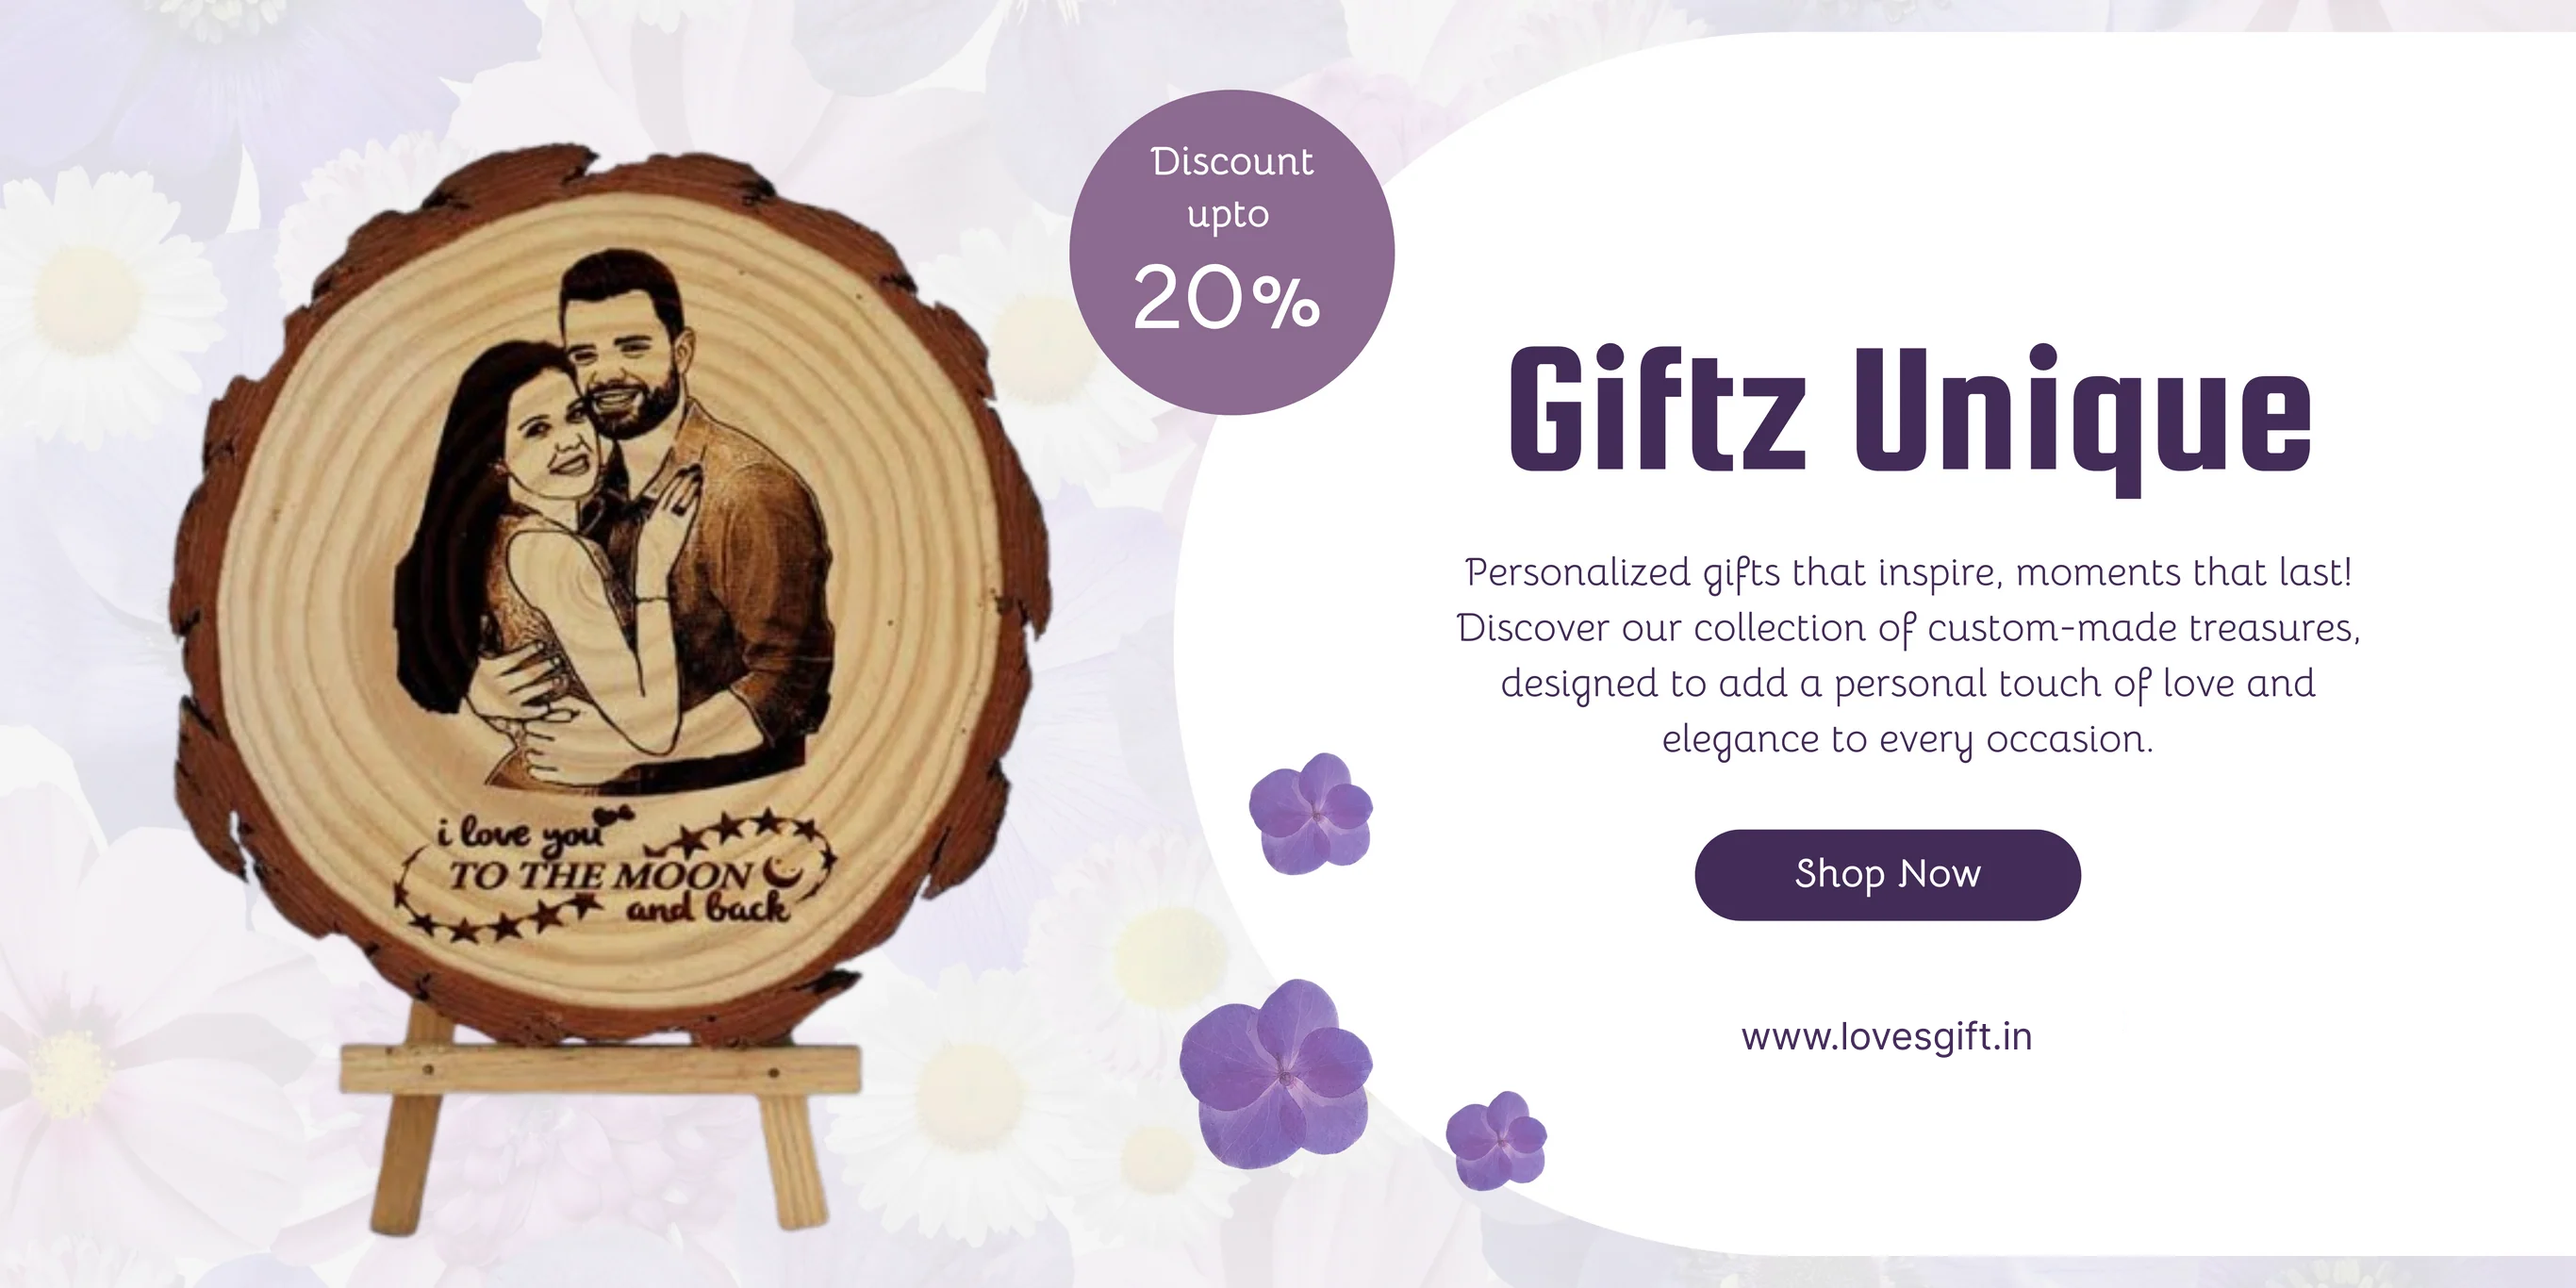 Discount
upto
20%
Giftz Unique
Personalized gifts that inspire, moments that last!
Discover our collection of custom-made treasures,
designed to add a personal touch of love and
elegance to every occasion.
Shop Now
www.lovesgift.in
i love you
TO THE MOON
and back